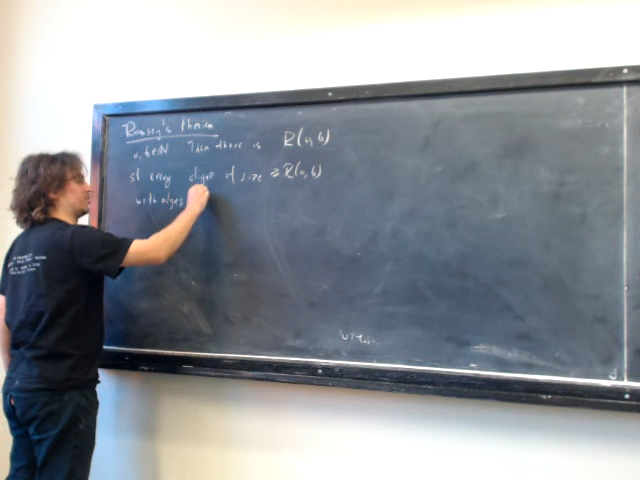 Ramsey's Theorem
a, b ∈ ℕ Then there is R(a, b)
st every clique of size ≥ R(a, b)
with edges